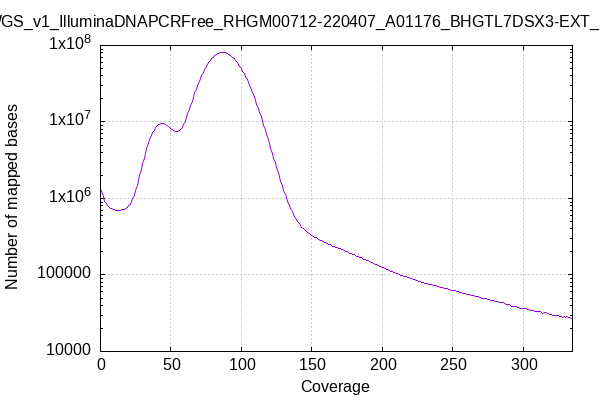 WGS_v1_IlluminaDNAPCRFree_RHGM00712-220407_A01176_BHGTL7DSX3-EXT_
1x10^8
1x10^7
1x10^6
100000
10000
Number of mapped bases
0 50 100 150 200 250 300
Coverage